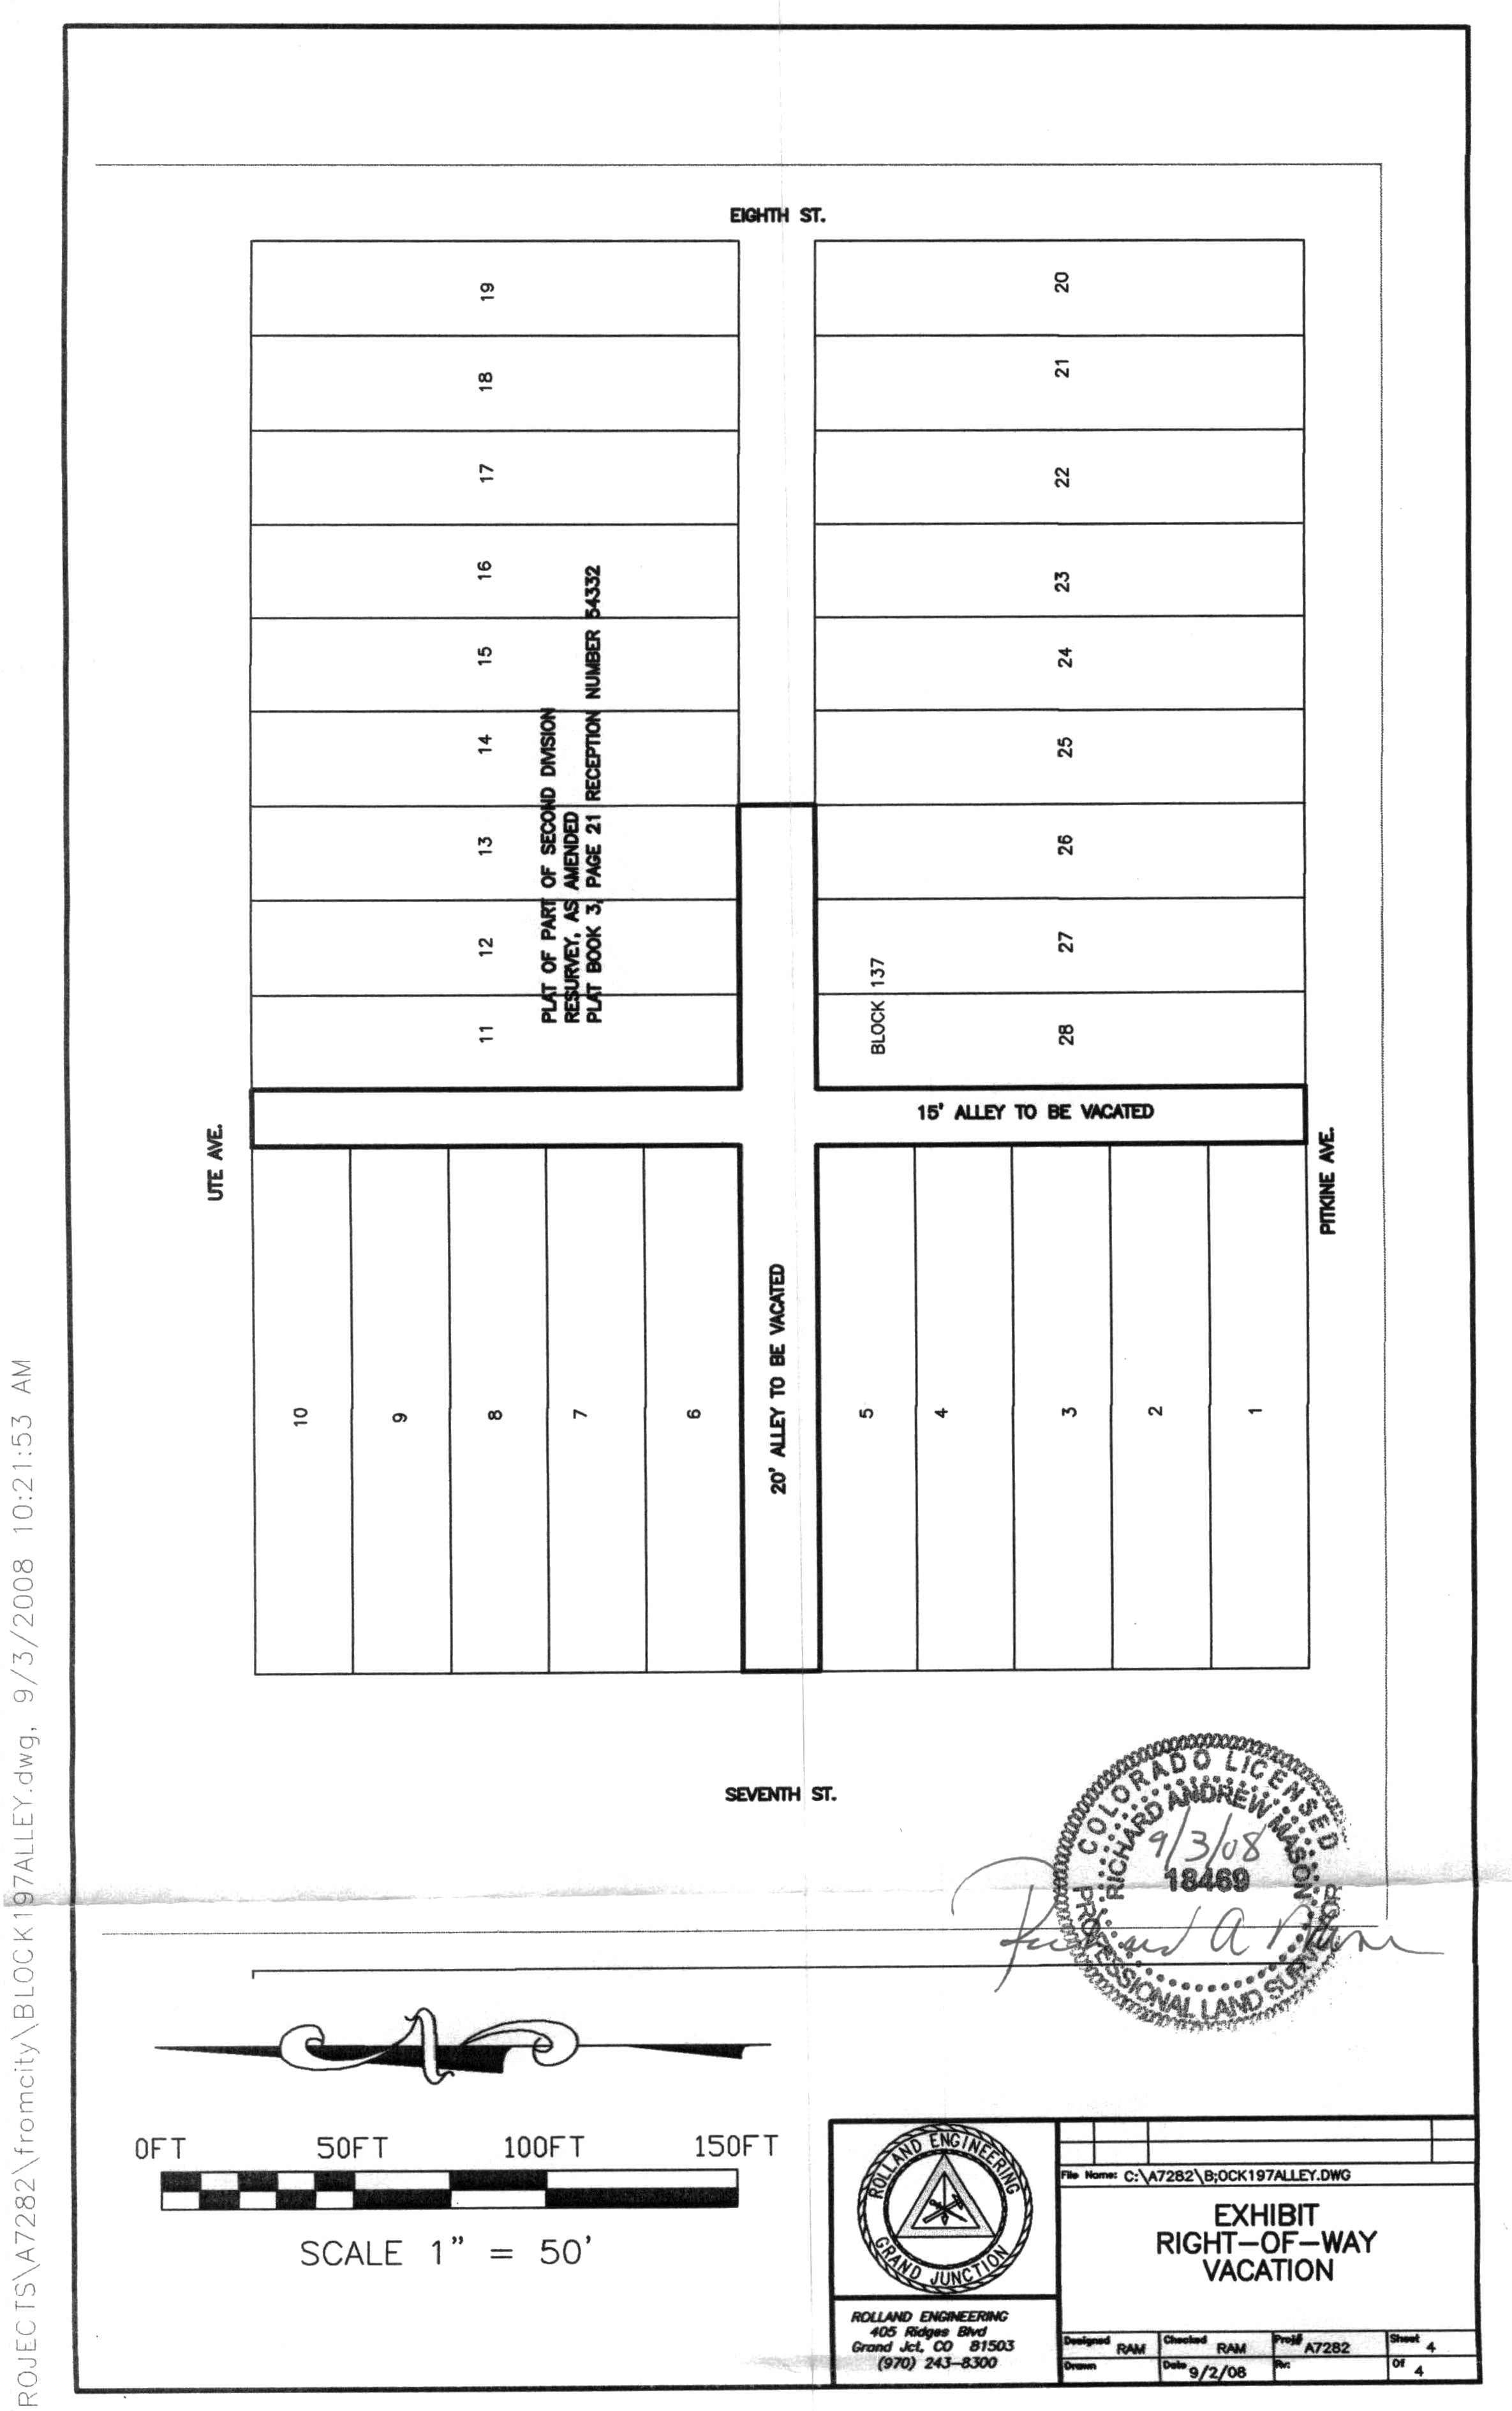 EIGHTH ST.
19
20
18
21
17
22
16
23
15
24
14
25
13
26
12
27
11
28
PLAT OF PART OF SECOND DIVISION
RESURVEY, AS AMENDED
PLAT BOOK 3, PAGE 21 RECEPTION NUMBER 54332
BLOCK 137
15' ALLEY TO BE VACATED
UTE AVE.
PITKINE AVE.
20' ALLEY TO BE VACATED
10
9
8
7
6
5
4
3
2
1
SEVENTH ST.
COLORADO LICENSED
RICHARD ANDREW MASON
9/3/08
18469
PROFESSIONAL LAND SURVEYOR
Richard A Mason
0FT 50FT 100FT 150FT
SCALE 1" = 50'
ROLLAND ENGINEERING
GRAND JUNCTION
ROLLAND ENGINEERING
405 Ridges Blvd
Grand Jct, CO 81503
(970) 243-8300
File Name: C:\A7282\B;OCK197ALLEY.DWG
EXHIBIT
RIGHT-OF-WAY
VACATION
Designed RAM Checked RAM Proj# A7282 Sheet 4
Drawn Date 9/2/08 Rv: Of 4
ROJECTS\A7282\fromcity\BLOCK197ALLEY.dwg, 9/3/2008 10:21:53 AM